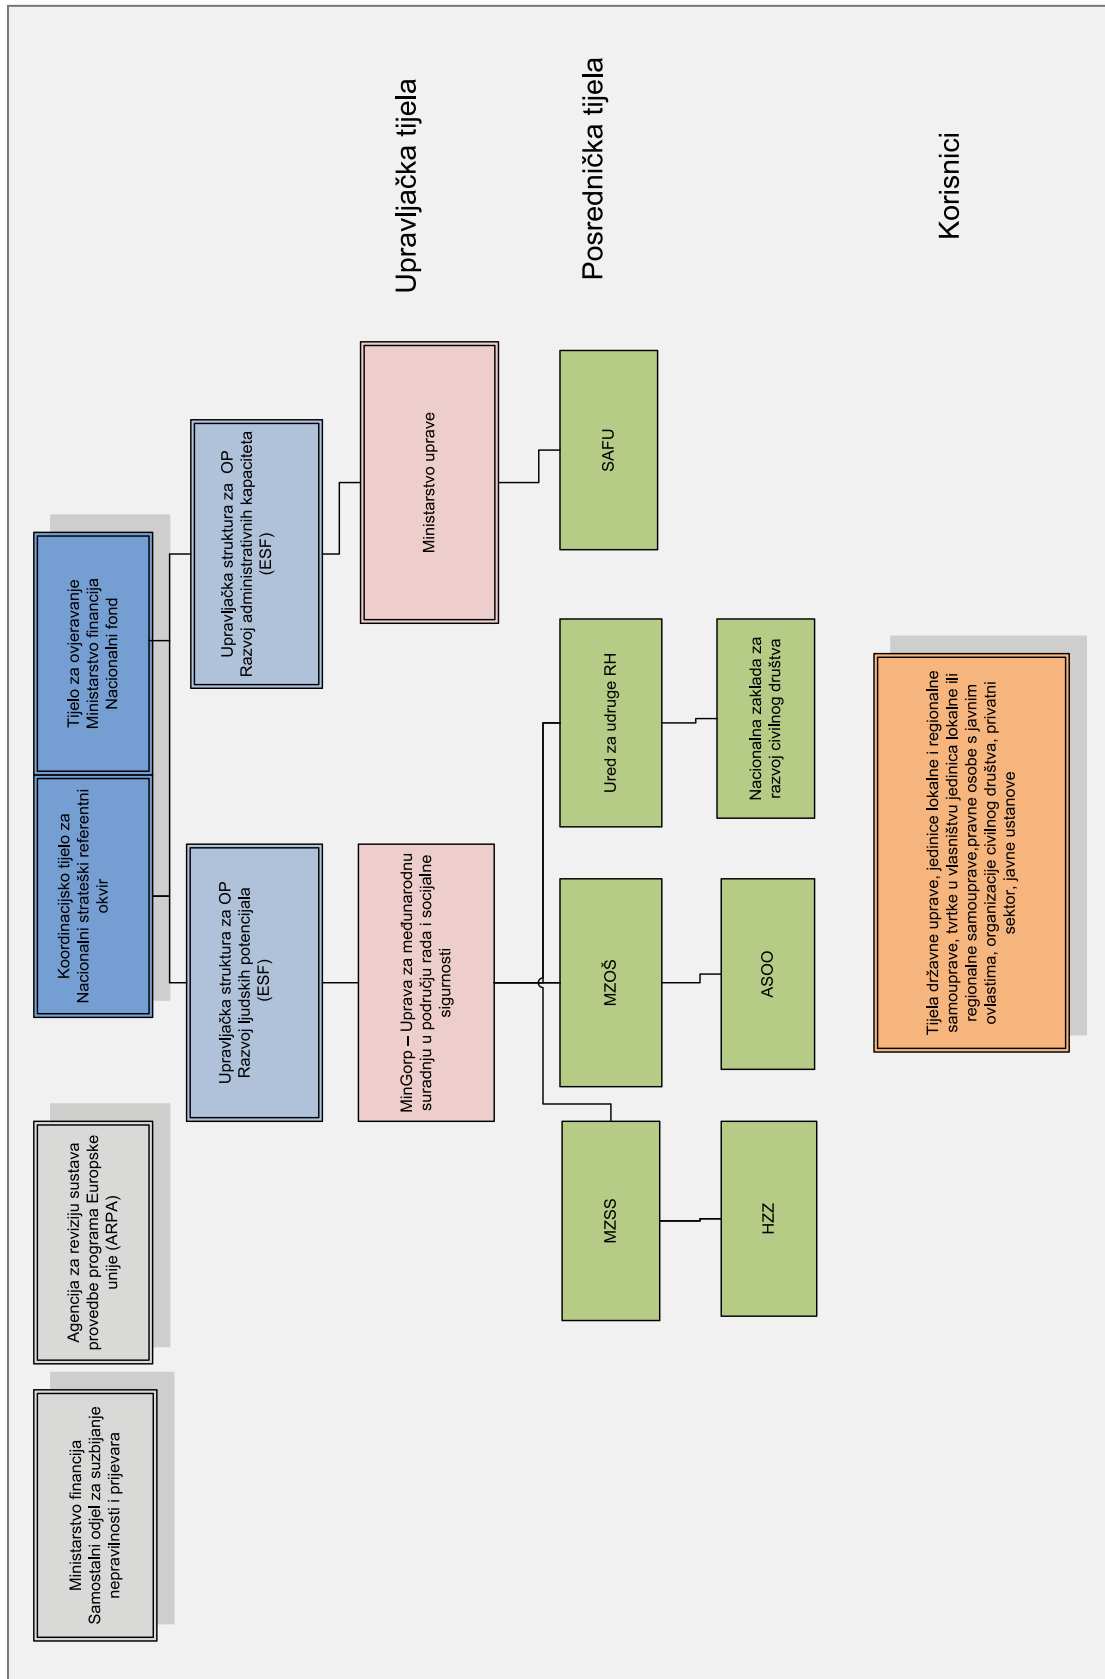 Ministarstvo financija
Samostalni odjel za suzbijanje
nepravilnosti i prijevara
Agencija za reviziju sustava
provedbe programa Europske
unije (ARPA)
Koordinacijsko tijelo za
Nacionalni strateški referentni
okvir
Tijelo za ovjeravanje
Ministarstvo financija
Nacionalni fond
Upravljačka struktura za OP
Razvoj ljudskih potencijala
(ESF)
Upravljačka struktura za OP
Razvoj administrativnih kapaciteta
(ESF)
MinGorp – Uprava za međunarodnu
suradnju u području rada i socijalne
sigurnosti
Ministarstvo uprave
Upravljačka tijela
MZSS
MZOŠ
Ured za udruge RH
SAFU
Posrednička tijela
HZZ
ASOO
Nacionalna zaklada za
razvoj civilnog društva
Tijela državne uprave, jedinice lokalne i regionalne
samouprave, tvrtke u vlasništvu jedinica lokalne ili
regionalne samouprave,pravne osobe s javnim
ovlastima, organizacije civilnog društva, privatni
sektor, javne ustanove
Korisnici